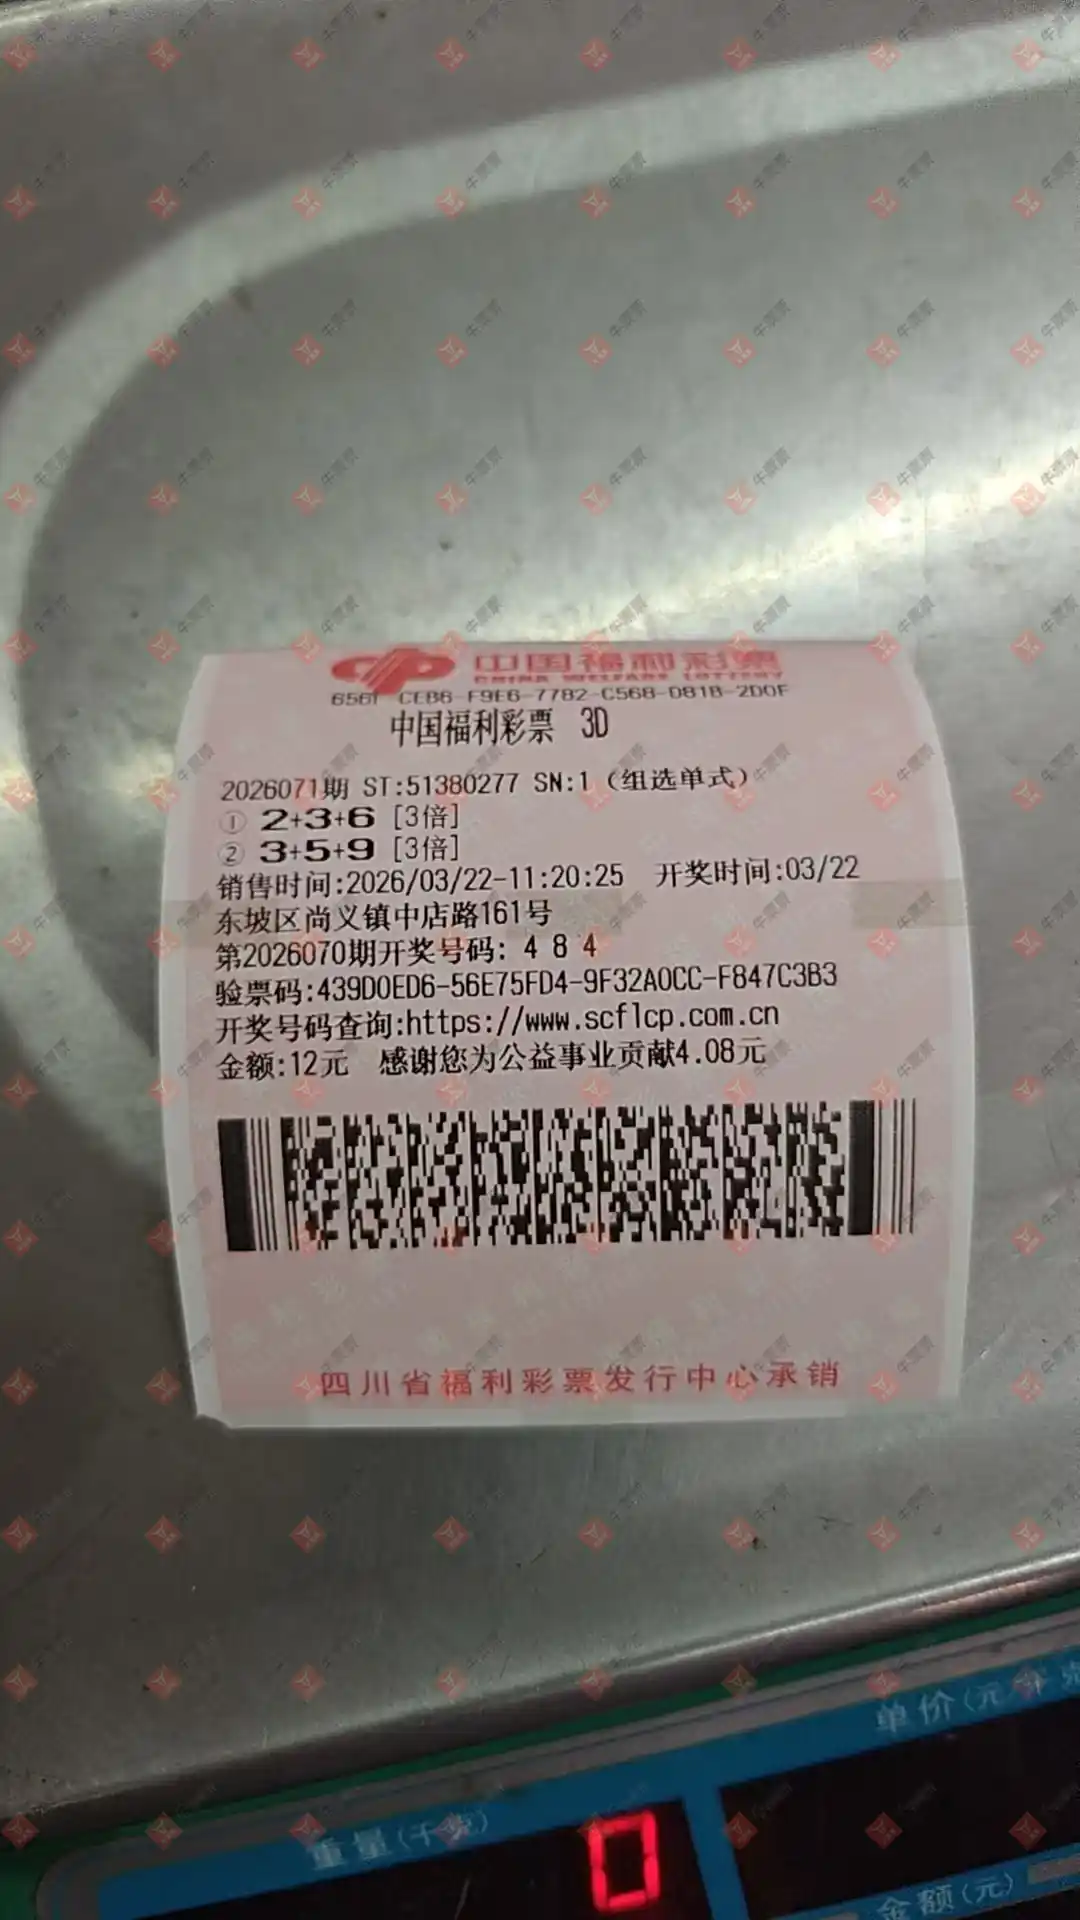 中国福利彩票
CHINA WELFARE LOTTERY
6561 CEB6-F9E6-7782-C568-D81B-2D0F
中国福利彩票 3D
2026071期 ST:51380277 SN:1 (组选单式)
① 2+3+6 [3倍]
② 3+5+9 [3倍]
销售时间:2026/03/22-11:20:25 开奖时间:03/22
东坡区尚义镇中店路161号
第2026070期开奖号码: 4 8 4
验票码:439D0ED6-56E75FD4-9F32A0CC-F847C3B3
开奖号码查询:https://www.scflcp.com.cn
金额:12元 感谢您为公益事业贡献4.08元
四川省福利彩票发行中心承销
单价(元/千克
重量(千克)
0
金额(元)